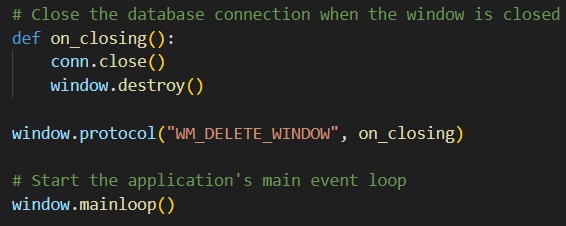 # Close the database connection when the window is closed
def on_closing():
    conn.close()
    window.destroy()
window.protocol("WM_DELETE_WINDOW", on_closing)
# Start the application's main event loop
window.mainloop()